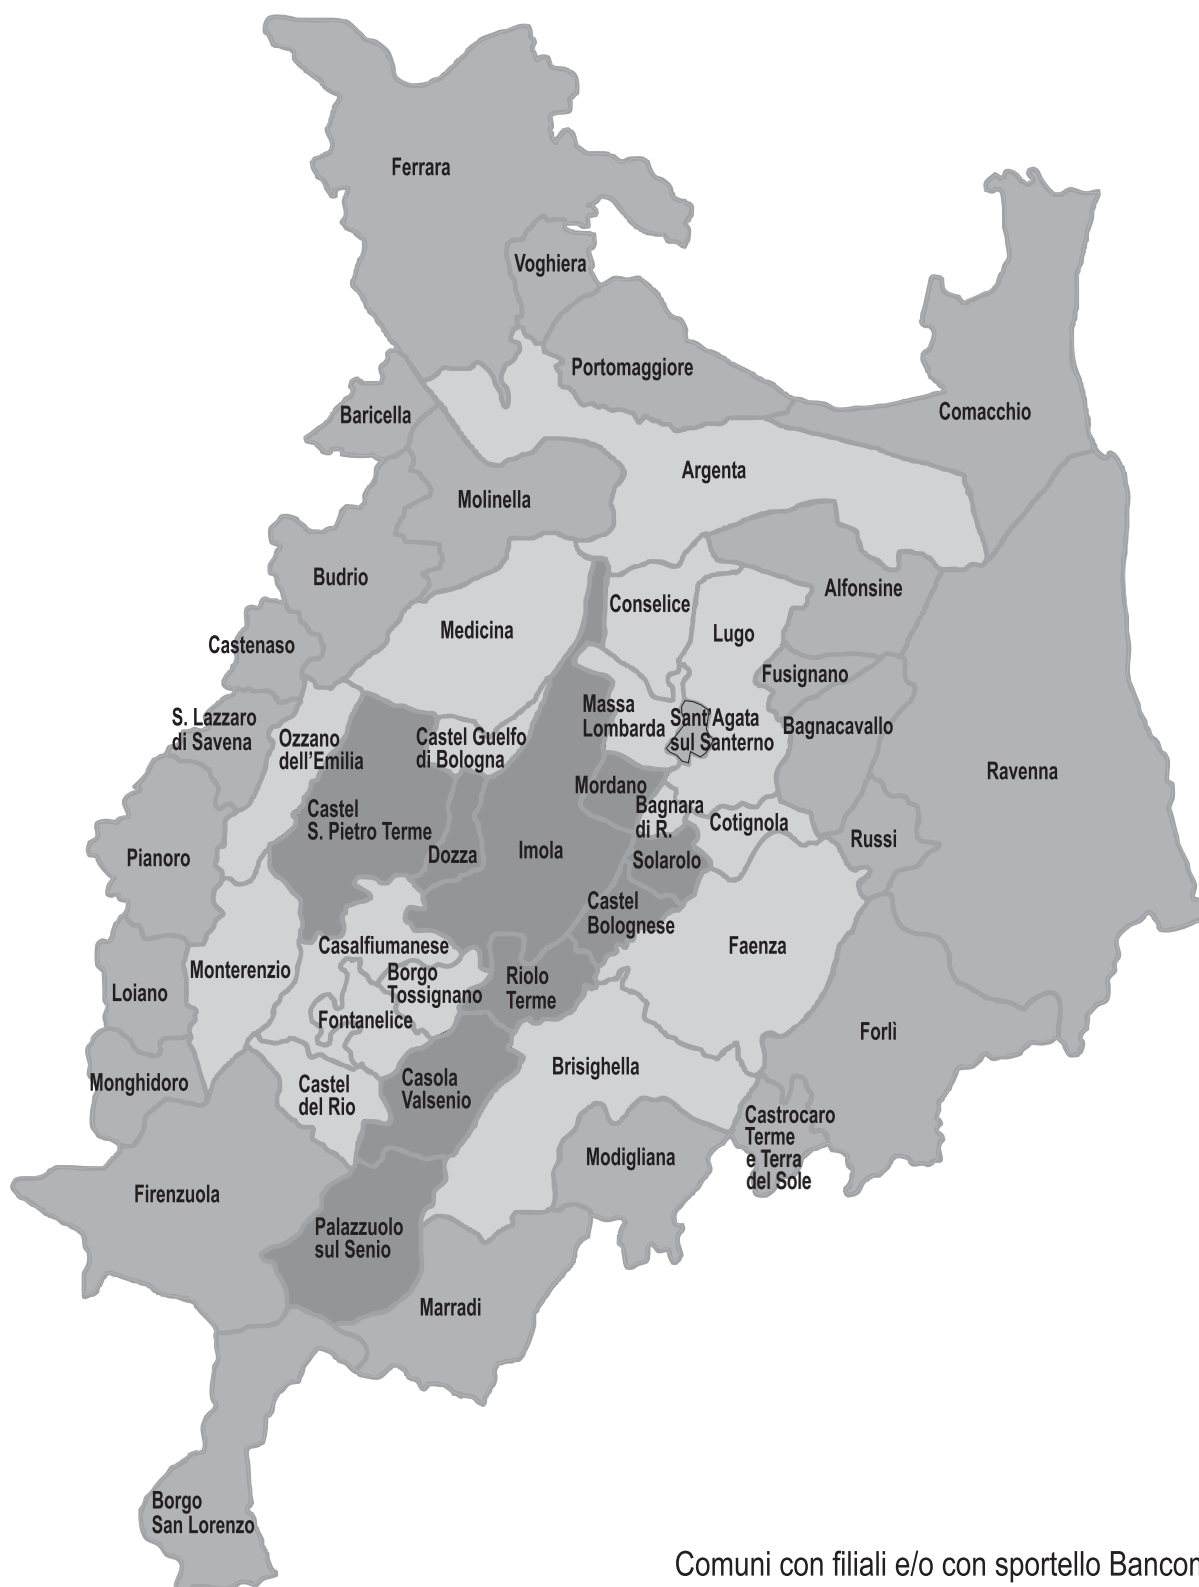 Ferrara
Voghiera
Portomaggiore
Baricella
Comacchio
Argenta
Molinella
Budrio
Alfonsine
Conselice
Medicina
Lugo
Castenaso
Fusignano
S. Lazzaro
di Savena
Massa
Lombarda
Sant'Agata
sul Santerno
Bagnacavallo
Ozzano
dell'Emilia
Castel Guelfo
di Bologna
Ravenna
Mordano
Castel
S. Pietro Terme
Bagnara
di R.
Cotignola
Russi
Pianoro
Dozza
Imola
Solarolo
Castel
Bolognese
Casalfiumanese
Faenza
Monterenzio
Borgo
Tossignano
Riolo
Terme
Loiano
Fontanelice
Forlì
Brisighella
Monghidoro
Castel
del Rio
Casola
Valsenio
Castrocaro
Terme
e Terra
del Sole
Modigliana
Firenzuola
Palazzuolo
sul Senio
Marradi
Borgo
San Lorenzo
Comuni con filiali e/o con sportello Bancom